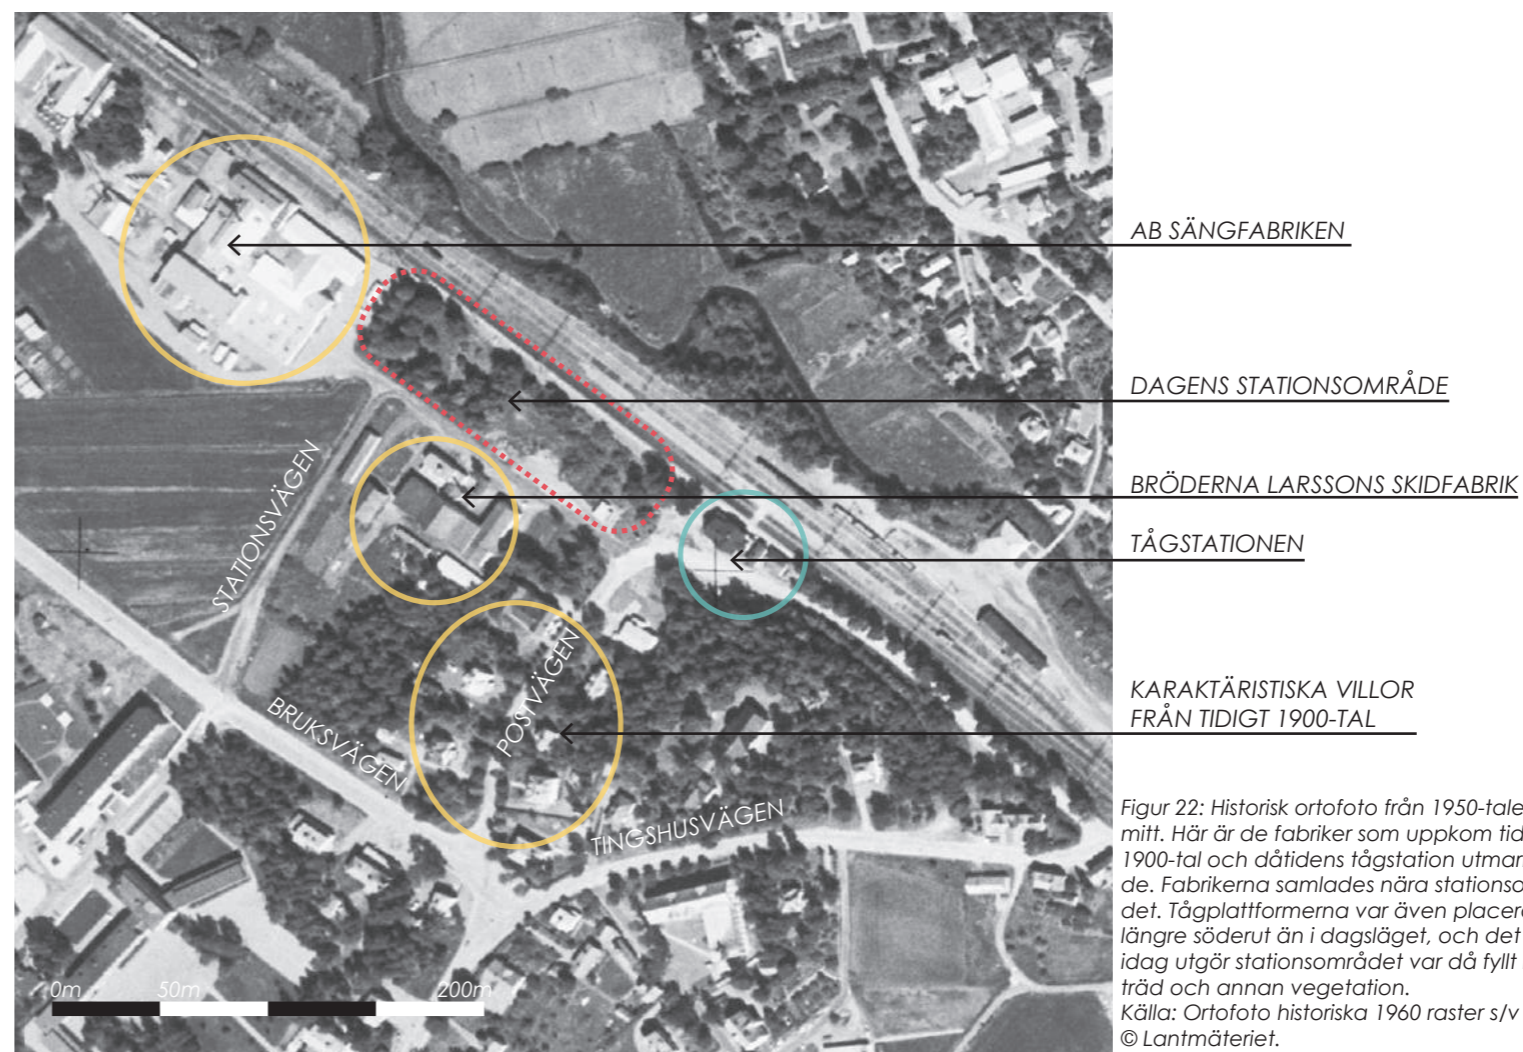 AB SÄNGFABRIKEN
DAGENS STATIONSOMRÅDE
BRÖDERNA LARSSONS SKIDFABRIK
TÅGSTATIONEN
KARAKTÄRISTISKA VILLOR
FRÅN TIDIGT 1900-TAL
STATIONSVÄGEN
BRUKSVÄGEN
POSTVÄGEN
TINGSHUSVÄGEN
0m 50m 200m
Figur 22: Historisk ortofoto från 1950-tale
mitt. Här är de fabriker som uppkom tid
1900-tal och dåtidens tågstation utmar
de. Fabrikerna samlades nära stationso
det. Tågplattformerna var även placera
längre söderut än i dagsläget, och det
idag utgör stationsområdet var då fyllt
träd och annan vegetation.
Källa: Ortofoto historiska 1960 raster s/v
© Lantmäteriet.